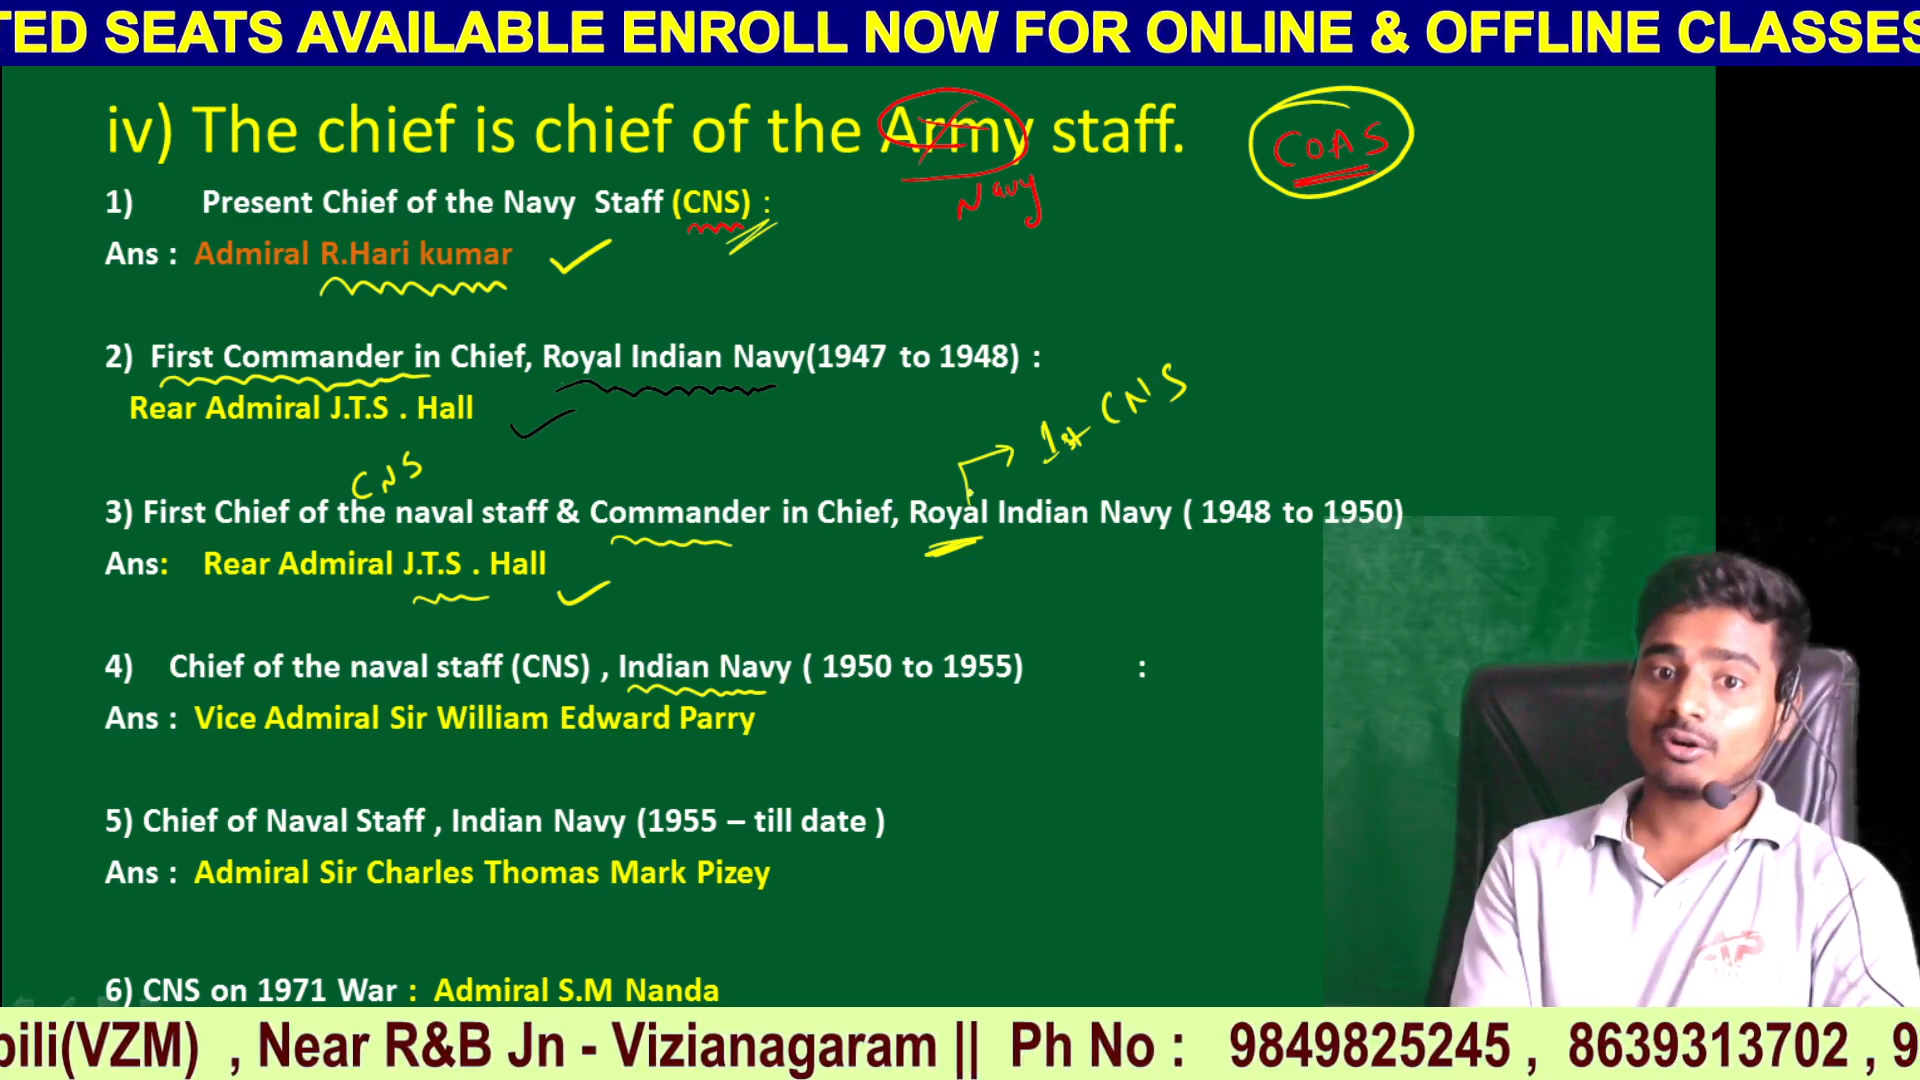 TED SEATS AVAILABLE ENROLL NOW FOR ONLINE & OFFLINE CLASSES
iv) The chief is chief of the Army staff.
COAS
Navy
1) Present Chief of the Navy Staff (CNS) :
Ans : Admiral R.Hari kumar
2) First Commander in Chief, Royal Indian Navy(1947 to 1948) :
Rear Admiral J.T.S . Hall
1st CNS
CNS
3) First Chief of the naval staff & Commander in Chief, Royal Indian Navy ( 1948 to 1950)
Ans: Rear Admiral J.T.S . Hall
4) Chief of the naval staff (CNS) , Indian Navy ( 1950 to 1955) :
Ans : Vice Admiral Sir William Edward Parry
5) Chief of Naval Staff , Indian Navy (1955 – till date )
Ans : Admiral Sir Charles Thomas Mark Pizey
6) CNS on 1971 War : Admiral S.M Nanda
bili(VZM) , Near R&B Jn - Vizianagaram || Ph No : 9849825245 , 8639313702 , 9